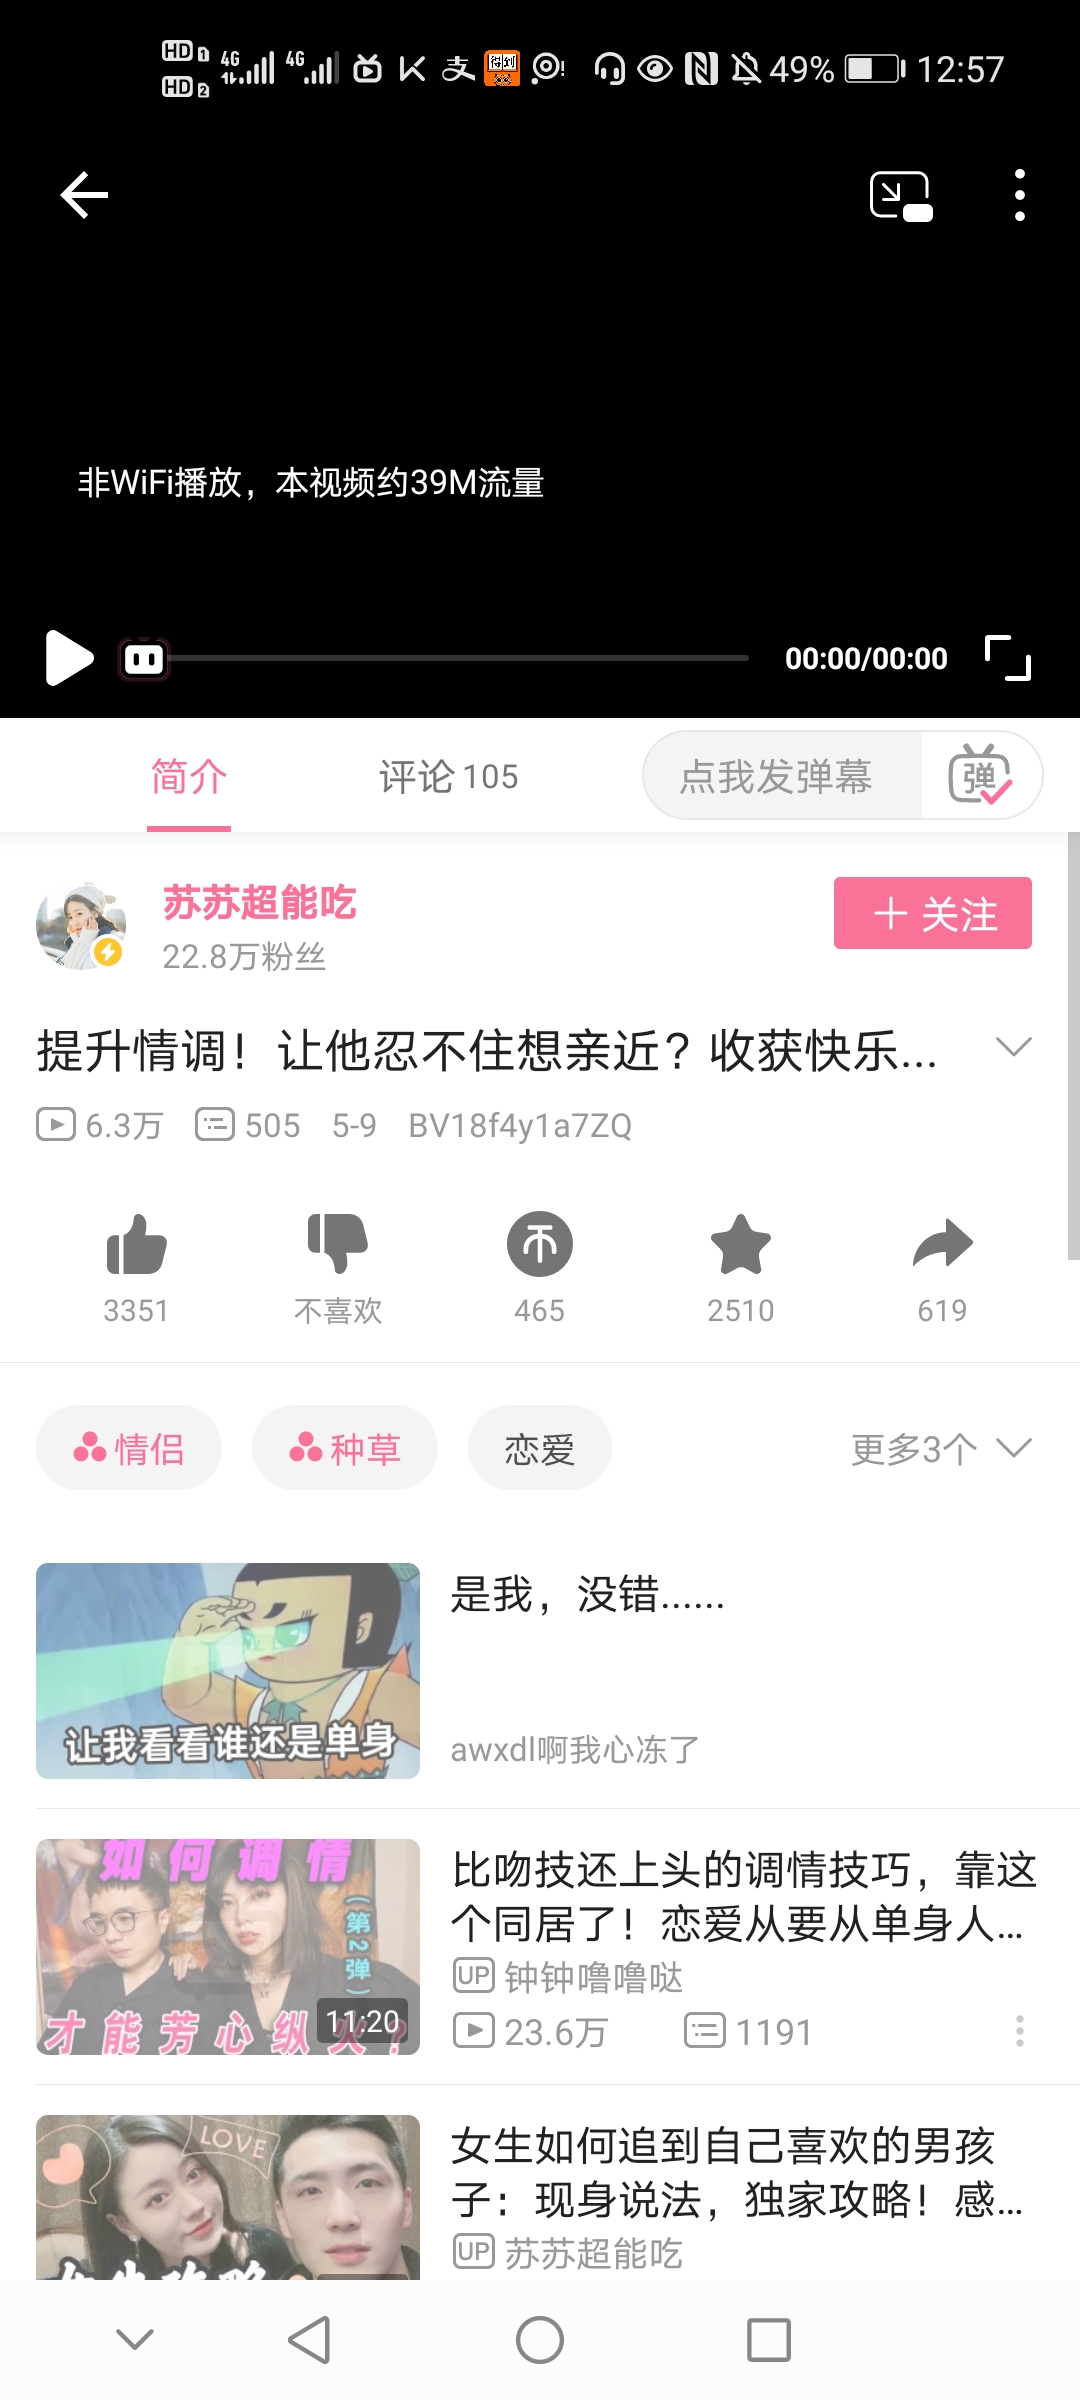 HD 1 4G 4G 得到 49% 12:57
HD 2
非WiFi播放，本视频约39M流量
00:00/00:00
简介 评论 105 点我发弹幕 弹
苏苏超能吃
22.8万粉丝
＋ 关注
提升情调！让他忍不住想亲近？收获快乐...
6.3万 505 5-9 BV18f4y1a7ZQ
3351 不喜欢 465 2510 619
情侣 种草 恋爱 更多3个
是我，没错......
让我看看谁还是单身
awxdl啊我心冻了
如何调情
（第2弹）
才能芳心纵火？
11:20
比吻技还上头的调情技巧，靠这
个同居了！恋爱从要从单身人...
UP 钟钟噜噜哒
23.6万 1191
LOVE
女生如何追到自己喜欢的男孩
子：现身说法，独家攻略！感...
UP 苏苏超能吃